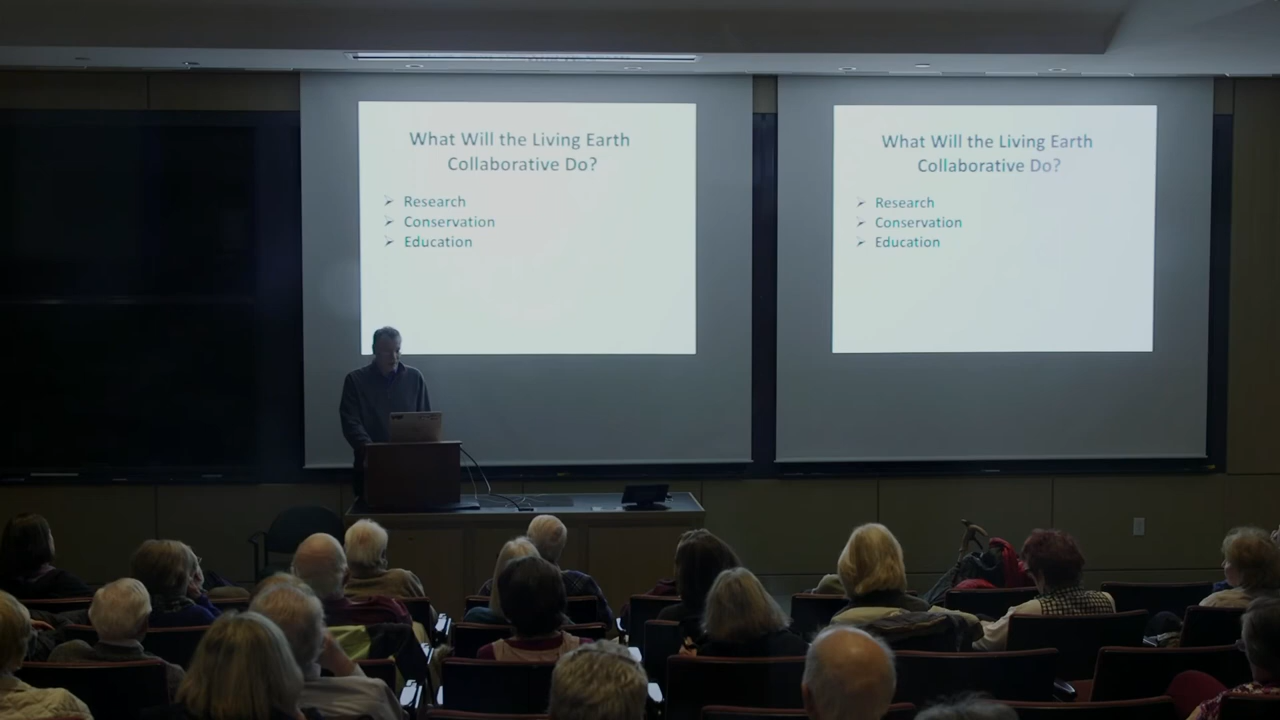 What Will the Living Earth
Collaborative Do?
➢ Research
➢ Conservation
➢ Education
What Will the Living Earth
Collaborative Do?
➢ Research
➢ Conservation
➢ Education